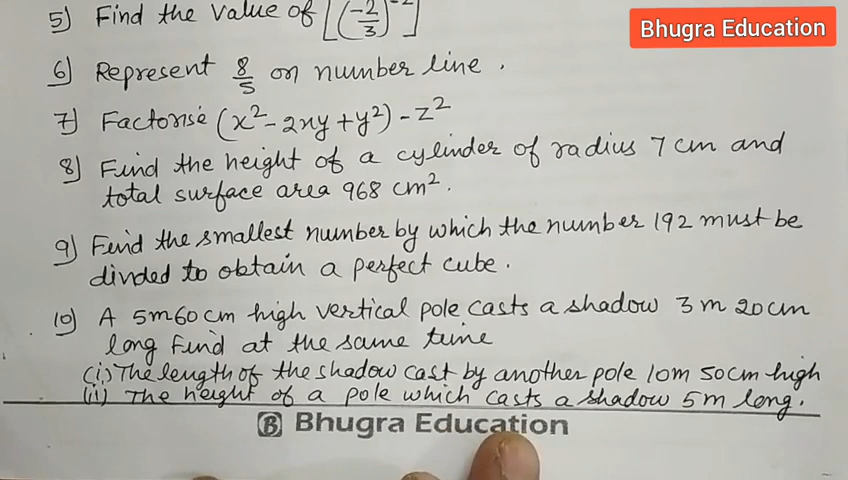 Bhugra Education
5) Find the value of [(-2/3)^-2]
6) Represent 8/5 on number line .
7) Factorise (x² - 2xy + y²) - z²
8) Find the height of a cylinder of radius 7 cm and
total surface area 968 cm².
9) Find the smallest number by which the number 192 must be
divded to obtain a perfect cube.
10) A 5m60cm high vertical pole casts a shadow 3m 20cm
long Find at the same time
(i) The length of the shadow cast by another pole 10m 50cm high
(ii) The height of a pole which casts a shadow 5m long.
B Bhugra Education